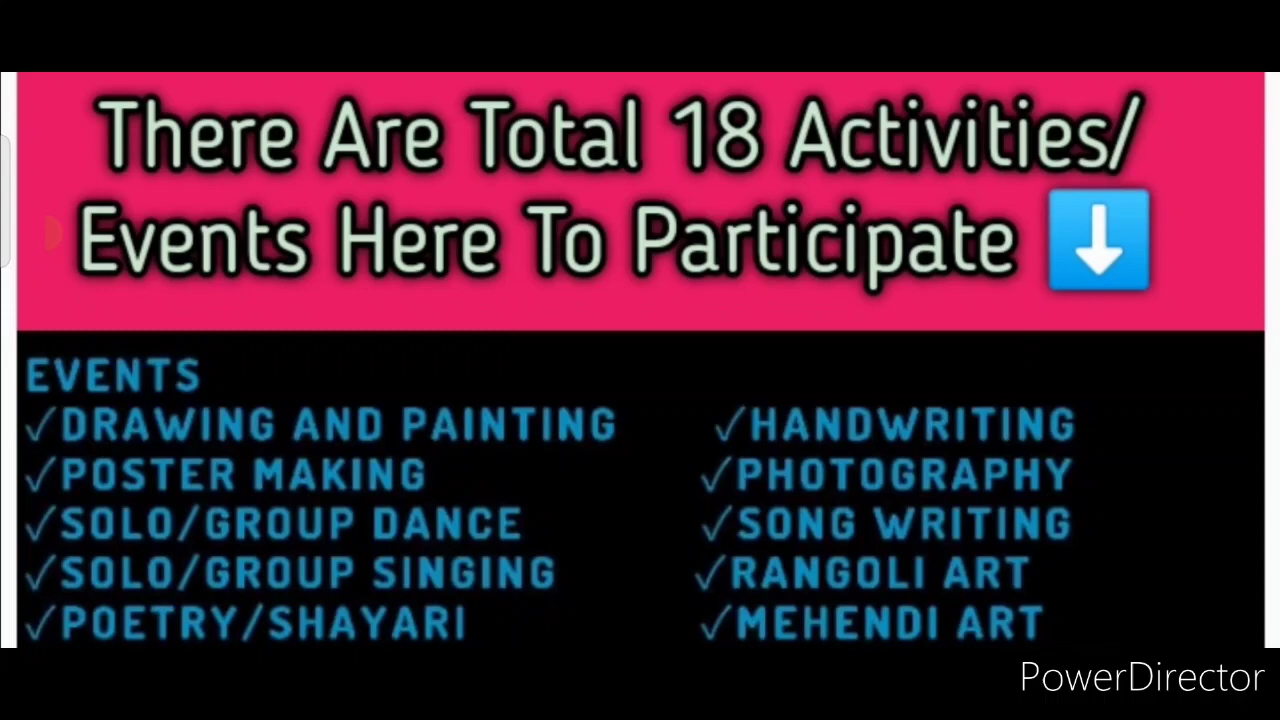 There Are Total 18 Activities/
Events Here To Participate ⬇️
EVENTS
✓DRAWING AND PAINTING ✓HANDWRITING
✓POSTER MAKING ✓PHOTOGRAPHY
✓SOLO/GROUP DANCE ✓SONG WRITING
✓SOLO/GROUP SINGING ✓RANGOLI ART
✓POETRY/SHAYARI ✓MEHENDI ART
PowerDirector